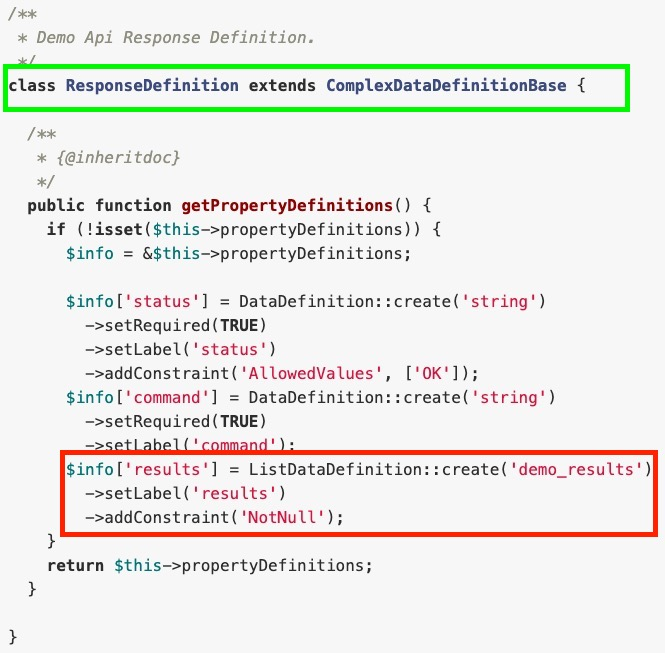 /**
 * Demo Api Response Definition.
 */
class ResponseDefinition extends ComplexDataDefinitionBase {
  /**
   * {@inheritdoc}
   */
  public function getPropertyDefinitions() {
    if (!isset($this->propertyDefinitions)) {
      $info = &$this->propertyDefinitions;
      $info['status'] = DataDefinition::create('string')
        ->setRequired(TRUE)
        ->setLabel('status')
        ->addConstraint('AllowedValues', ['OK']);
      $info['command'] = DataDefinition::create('string')
        ->setRequired(TRUE)
        ->setLabel('command');
      $info['results'] = ListDataDefinition::create('demo_results')
        ->setLabel('results')
        ->addConstraint('NotNull');
    }
    return $this->propertyDefinitions;
  }
}